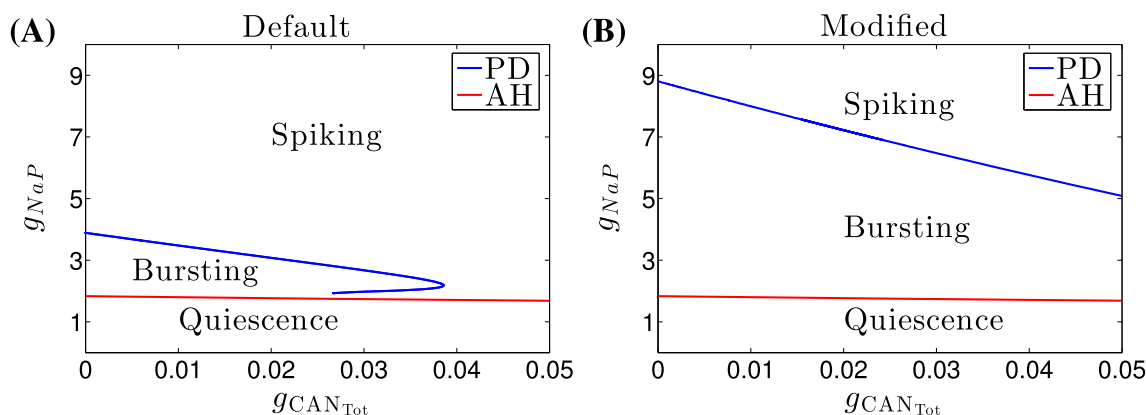 (A)
Default
PD
AH
Spiking
Bursting
Quiescence
9
7
5
3
1
g_NaP
0 0.01 0.02 0.03 0.04 0.05
g_CAN_Tot
(B)
Modified
PD
AH
Spiking
Bursting
Quiescence
9
7
5
3
1
g_NaP
0 0.01 0.02 0.03 0.04 0.05
g_CAN_Tot